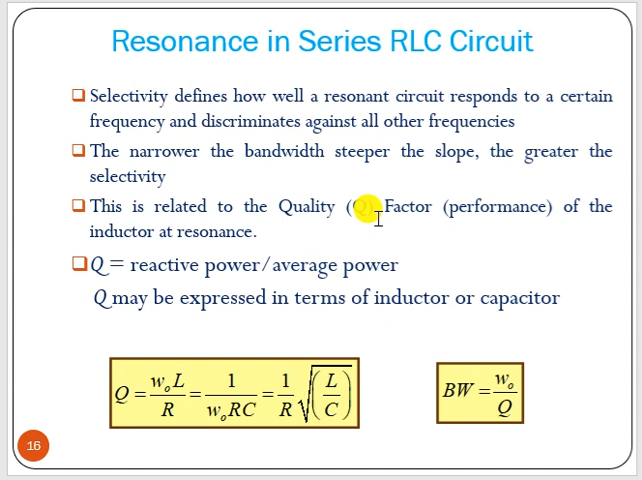 Resonance in Series RLC Circuit
Selectivity defines how well a resonant circuit responds to a certain
frequency and discriminates against all other frequencies
The narrower the bandwidth steeper the slope, the greater the
selectivity
This is related to the Quality (Q) Factor (performance) of the
inductor at resonance.
Q = reactive power/average power
Q may be expressed in terms of inductor or capacitor
Q = w₀L/R = 1/w₀RC = 1/R √(L/C)
BW = w₀/Q
16